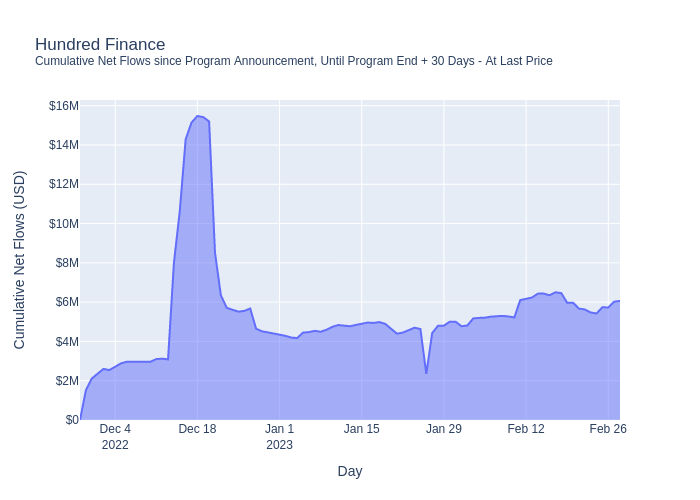 Hundred Finance
Cumulative Net Flows since Program Announcement, Until Program End + 30 Days - At Last Price
Cumulative Net Flows (USD)
$16M
$14M
$12M
$10M
$8M
$6M
$4M
$2M
$0
Dec 4 Dec 18 Jan 1 Jan 15 Jan 29 Feb 12 Feb 26
2022 2023
Day